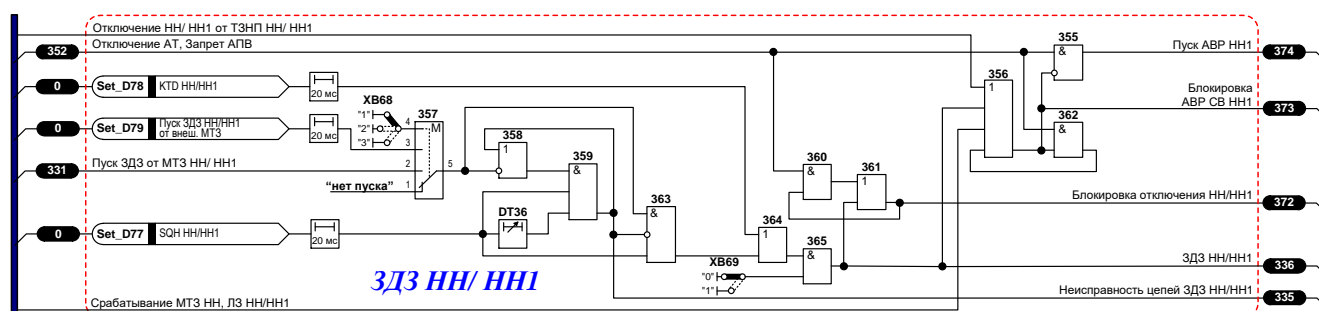 Отключение НН/ НН1 от ТЗНП НН/ НН1
352 Отключение АТ, Запрет АПВ
355
& Пуск АВР НН1 374
0 Set_D78 KTD НН/НН1 20 мс
356
1
XB68
"1"
"2"
"3"
357
M
4
3
2
1
5
Блокировка
АВР СВ НН1 373
0 Set_D79 Пуск ЗДЗ НН/НН1
от внеш. МТЗ 20 мс
362
&
358
1
331 Пуск ЗДЗ от МТЗ НН/ НН1
359
&
360
&
361
1
"нет пуска"
Блокировка отключения НН/НН1 372
363
&
DT36
364
1
0 Set_D77 SQH НН/НН1 20 мс
365
&
XB69
"0"
"1"
ЗДЗ НН/НН1 336
ЗДЗ НН/ НН1
Неисправность цепей ЗДЗ НН/НН1 335
Срабатывание МТЗ НН, ЛЗ НН/НН1